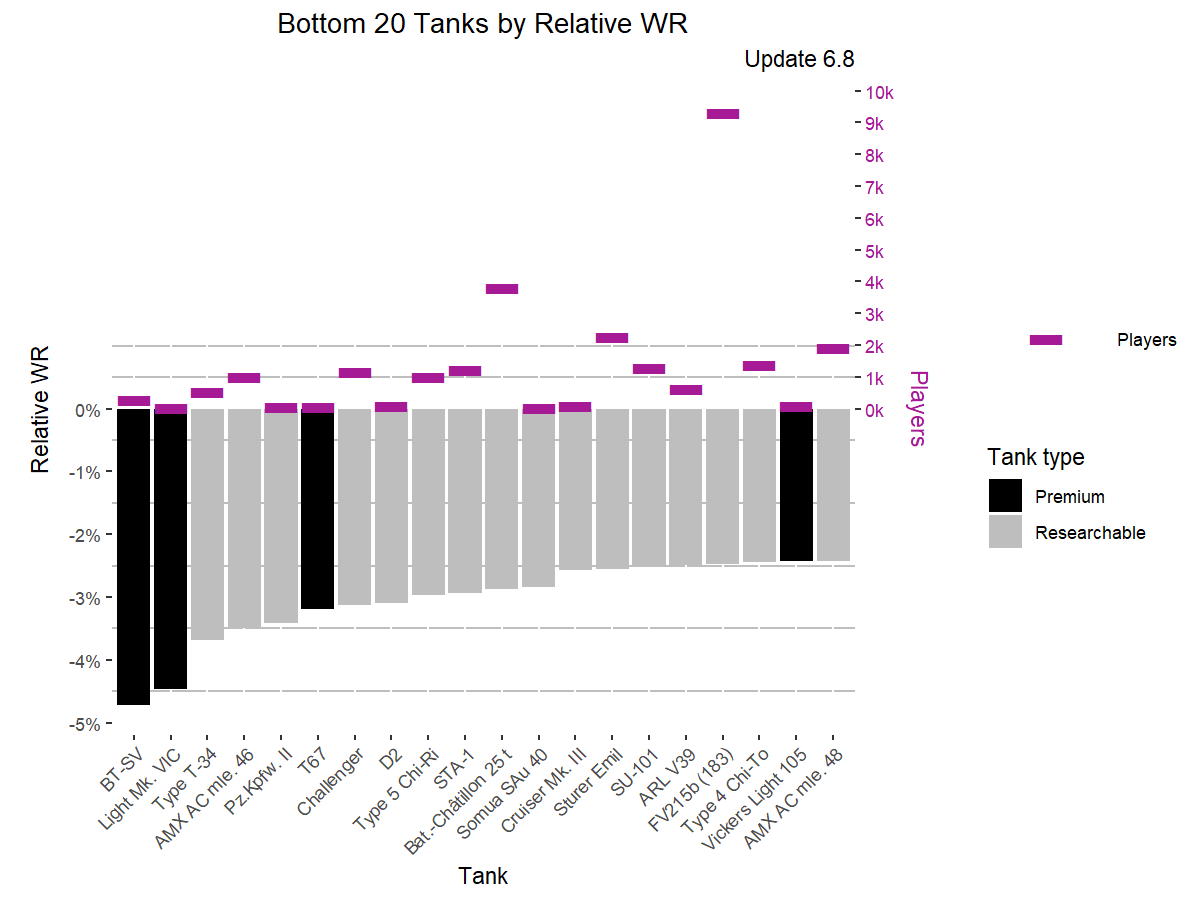 Bottom 20 Tanks by Relative WR
Update 6.8
10k
9k
8k
7k
6k
5k
4k
3k
2k
1k
0k
Players
Relative WR
0%
-1%
-2%
-3%
-4%
-5%
BT-SV
Light Mk. VIC
Type T-34
AMX AC mle. 46
Pz.Kpfw. II
T67
Challenger
D2
Type 5 Chi-Ri
STA-1
Bat.-Châtillon 25 t
Somua SAu 40
Cruiser Mk. III
Sturer Emil
SU-101
ARL V39
FV215b (183)
Type 4 Chi-To
Vickers Light 105
AMX AC mle. 48
Tank
Players
Tank type
Premium
Researchable